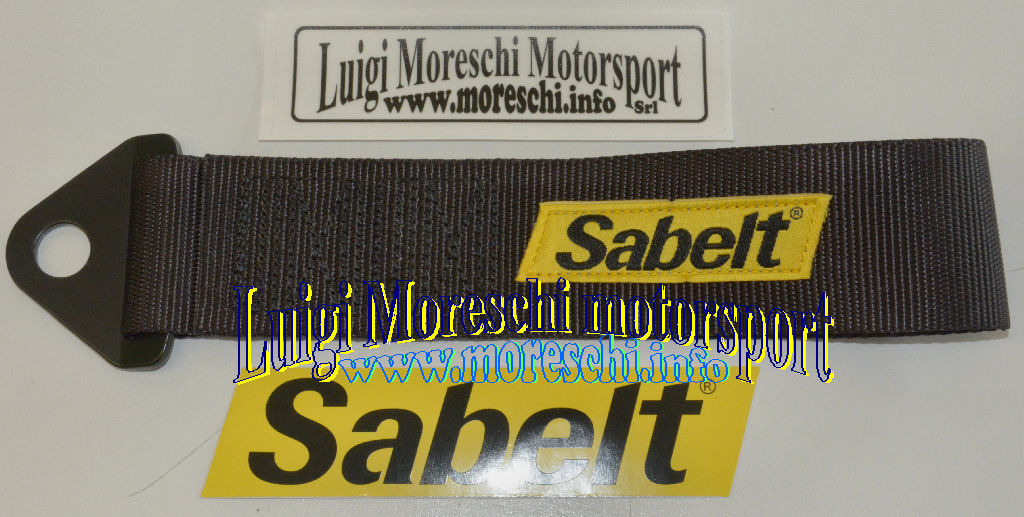 Luigi Moreschi Motorsport
www.moreschi.info
Srl
Sabelt®
Luigi Moreschi motorsport
www.moreschi.info
Sabelt®